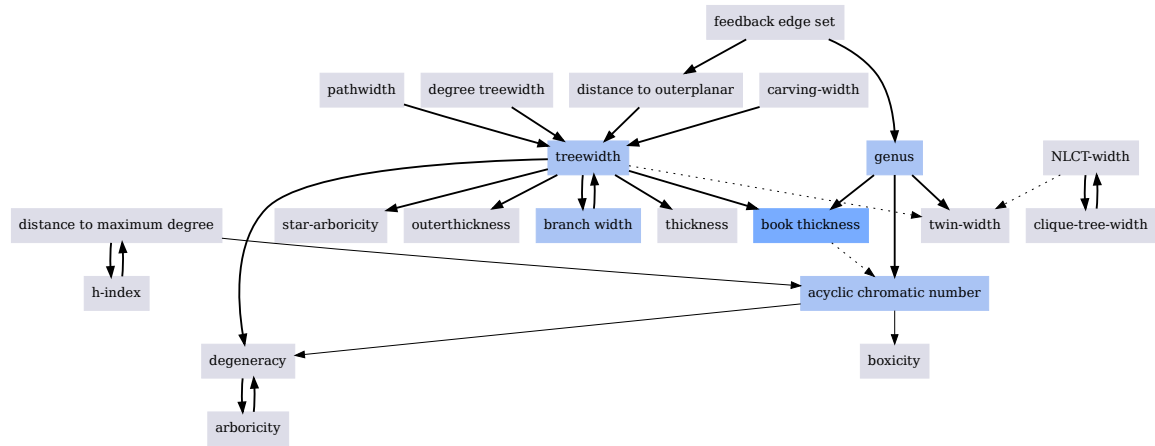 feedback edge set
pathwidth
degree treewidth
distance to outerplanar
carving-width
treewidth
genus
NLCT-width
distance to maximum degree
star-arboricity
outerthickness
branch width
thickness
book thickness
twin-width
clique-tree-width
h-index
acyclic chromatic number
degeneracy
boxicity
arboricity